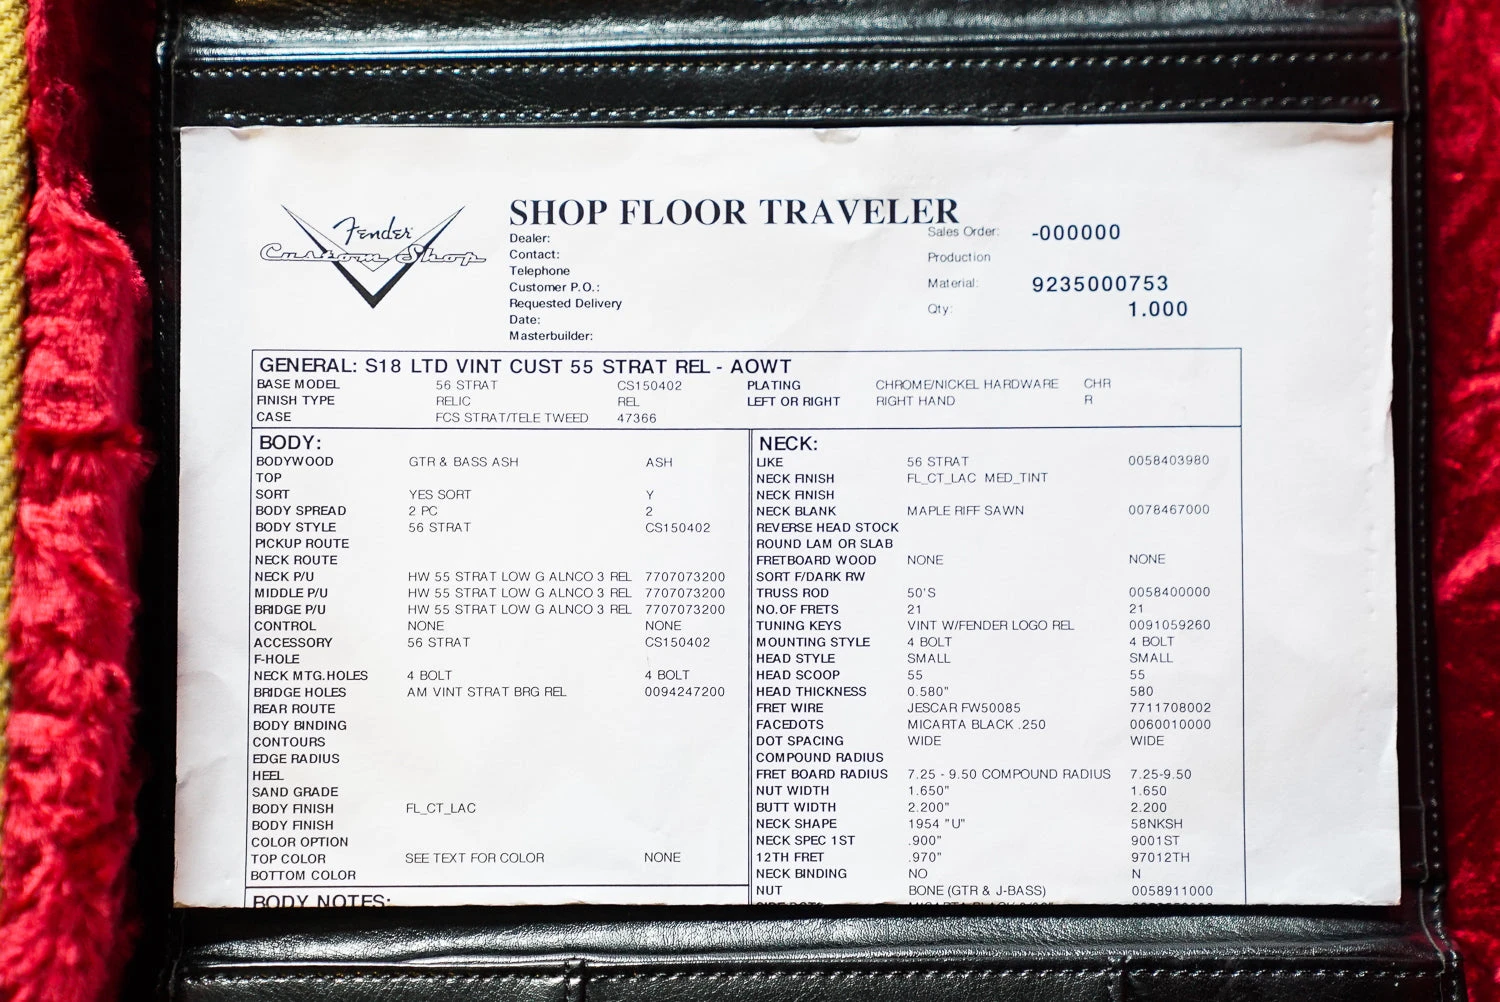 Fender
Custom Shop
SHOP FLOOR TRAVELER
Dealer:
Contact:
Telephone
Customer P.O.:
Requested Delivery
Date:
Masterbuilder:
Sales Order: -000000
Production
Material: 9235000753
Qty: 1.000
GENERAL: S18 LTD VINT CUST 55 STRAT REL - AOWT
BASE MODEL 56 STRAT CS150402 PLATING CHROME/NICKEL HARDWARE CHR
FINISH TYPE RELIC REL LEFT OR RIGHT RIGHT HAND R
CASE FCS STRAT/TELE TWEED 47366
BODY:
BODYWOOD GTR & BASS ASH ASH
TOP
SORT YES SORT Y
BODY SPREAD 2 PC 2
BODY STYLE 56 STRAT CS150402
PICKUP ROUTE
NECK ROUTE
NECK P/U HW 55 STRAT LOW G ALNCO 3 REL 7707073200
MIDDLE P/U HW 55 STRAT LOW G ALNCO 3 REL 7707073200
BRIDGE P/U HW 55 STRAT LOW G ALNCO 3 REL 7707073200
CONTROL NONE NONE
ACCESSORY 56 STRAT CS150402
F-HOLE
NECK MTG.HOLES 4 BOLT 4 BOLT
BRIDGE HOLES AM VINT STRAT BRG REL 0094247200
REAR ROUTE
BODY BINDING
CONTOURS
EDGE RADIUS
HEEL
SAND GRADE
BODY FINISH FL_CT_LAC
BODY FINISH
COLOR OPTION
TOP COLOR SEE TEXT FOR COLOR NONE
BOTTOM COLOR
BODY NOTES:
NECK:
LIKE 56 STRAT 0058403980
NECK FINISH FL_CT_LAC MED_TINT
NECK FINISH
NECK BLANK MAPLE RIFF SAWN 0078467000
REVERSE HEAD STOCK
ROUND LAM OR SLAB
FRETBOARD WOOD NONE NONE
SORT F/DARK RW
TRUSS ROD 50'S 0058400000
NO.OF FRETS 21 21
TUNING KEYS VINT W/FENDER LOGO REL 0091059260
MOUNTING STYLE 4 BOLT 4 BOLT
HEAD STYLE SMALL SMALL
HEAD SCOOP 55 55
HEAD THICKNESS 0.580" 580
FRET WIRE JESCAR FW50085 7711708002
FACEDOTS MICARTA BLACK .250 0060010000
DOT SPACING WIDE WIDE
COMPOUND RADIUS
FRET BOARD RADIUS 7.25 - 9.50 COMPOUND RADIUS 7.25-9.50
NUT WIDTH 1.650" 1.650
BUTT WIDTH 2.200" 2.200
NECK SHAPE 1954 "U" 58NKSH
NECK SPEC 1ST .900" 9001ST
12TH FRET .970" 97012TH
NECK BINDING NO N
NUT BONE (GTR & J-BASS) 0058911000